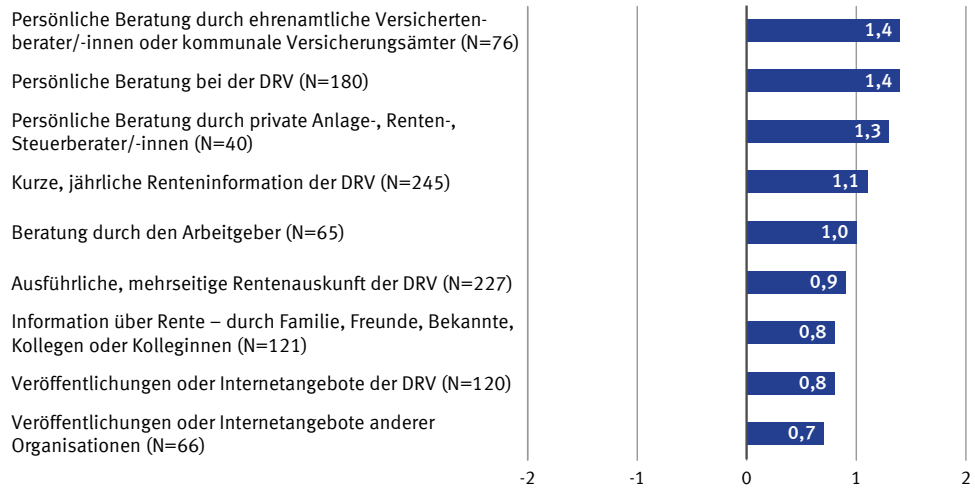 Persönliche Beratung durch ehrenamtliche Versicherten-
berater/-innen oder kommunale Versicherungsämter (N=76)
1,4
Persönliche Beratung bei der DRV (N=180)
1,4
Persönliche Beratung durch private Anlage-, Renten-,
Steuerberater/-innen (N=40)
1,3
Kurze, jährliche Renteninformation der DRV (N=245)
1,1
Beratung durch den Arbeitgeber (N=65)
1,0
Ausführliche, mehrseitige Rentenauskunft der DRV (N=227)
0,9
Information über Rente – durch Familie, Freunde, Bekannte,
Kollegen oder Kolleginnen (N=121)
0,8
Veröffentlichungen oder Internetangebote der DRV (N=120)
0,8
Veröffentlichungen oder Internetangebote anderer
Organisationen (N=66)
0,7
-2 -1 0 1 2